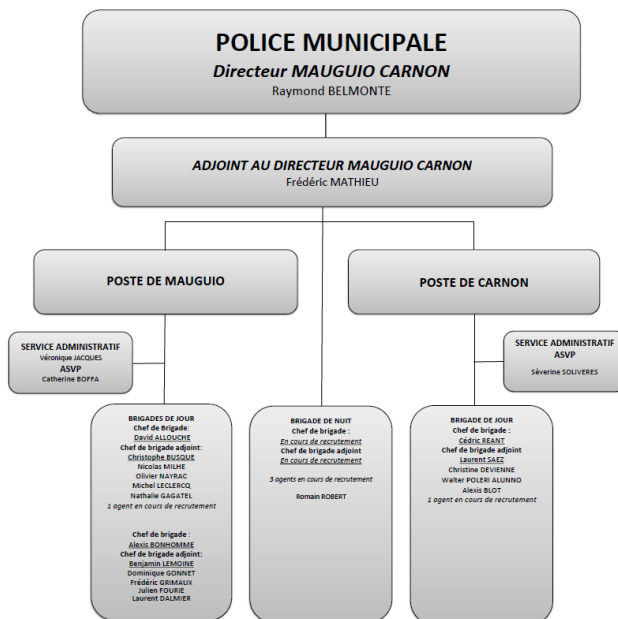 POLICE MUNICIPALE
Directeur MAUGUIO CARNON
Raymond BELMONTE
ADJOINT AU DIRECTEUR MAUGUIO CARNON
Frédéric MATHIEU
POSTE DE MAUGUIO
POSTE DE CARNON
SERVICE ADMINISTRATIF
Véronique JACQUES
ASVP
Catherine BOFFA
SERVICE ADMINISTRATIF
ASVP
Séverine SOLIVERES
BRIGADES DE JOUR
Chef de Brigade:
David ALLOUCHE
Chef de brigade adjoint:
Christophe BUSQUE
Nicolas MILHE
Olivier NAYRAC
Michel LECLERCQ
Nathalie GAGATEL
1 agent en cours de recrutement
Chef de brigade :
Alexis BONHOMME
Chef de brigade adjoint:
Benjamin LEMOINE
Dominique GONNET
Frédéric GRIMAUX
Julien FOURIE
Laurent DALMIER
BRIGADE DE NUIT
Chef de brigade :
En cours de recrutement
Chef de brigade adjoint
En cours de recrutement
3 agents en cours de recrutement
Romain ROBERT
BRIGADE DE JOUR
Chef de brigade :
Cédric REANT
Chef de brigade adjoint
Laurent SAEZ
Christine DEVIENNE
Walter POLERI ALUNNO
Alexis BLOT
1 agent en cours de recrutement